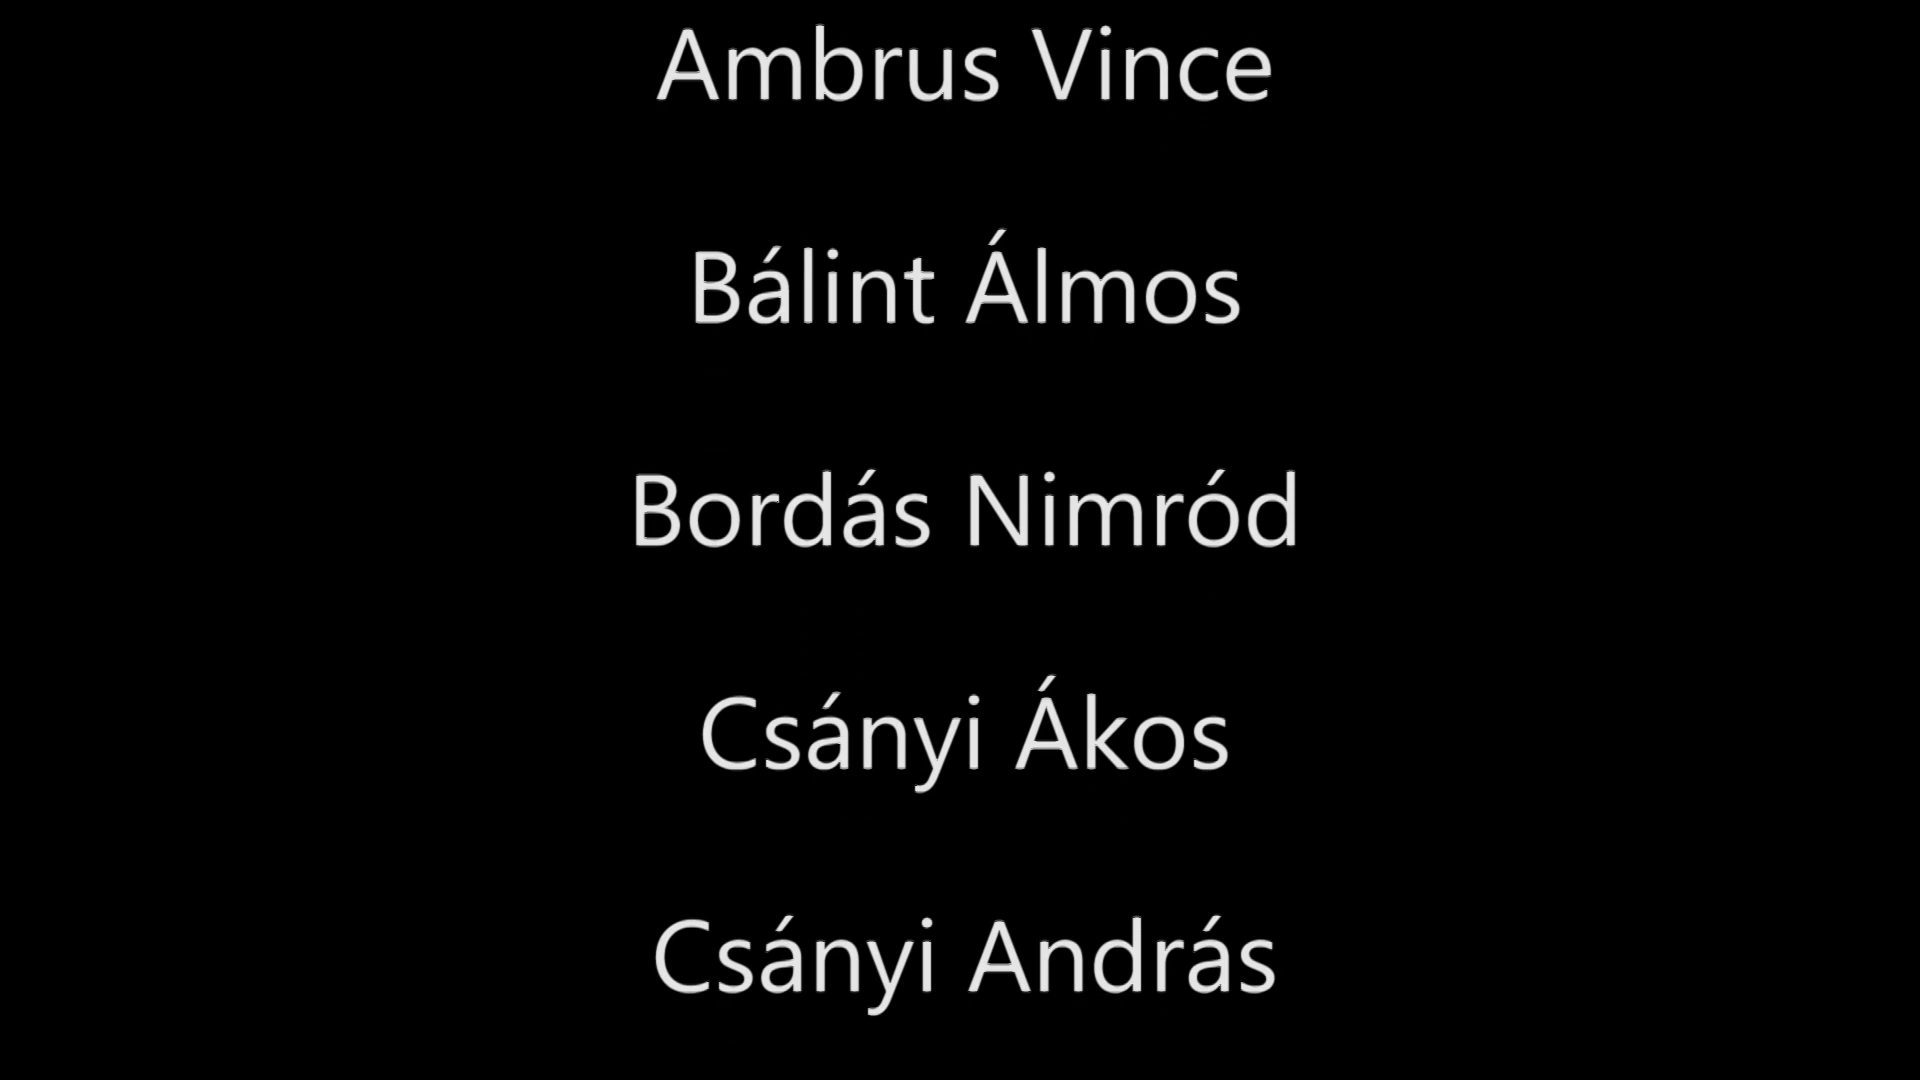 Ambrus Vince
Bálint Álmos
Bordás Nimród
Csányi Ákos
Csányi András